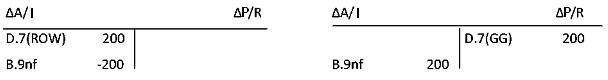 ΔA/I ΔP/R ΔA/I ΔP/R
D.7(ROW) 200 D.7(GG) 200
B.9nf -200 B.9nf 200